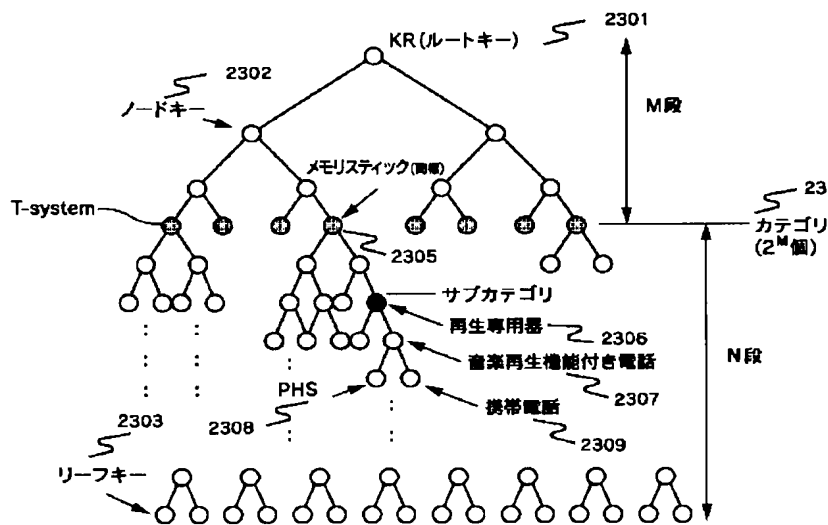 KR(ルートキー)
2301
2302
ノードキー
M段
メモリスティック(商標)
T-system
23
カテゴリ
(2^M個)
2305
サブカテゴリ
再生専用器
2306
音楽再生機能付き電話
2307
N段
PHS
2308
携帯電話
2309
2303
リーフキー